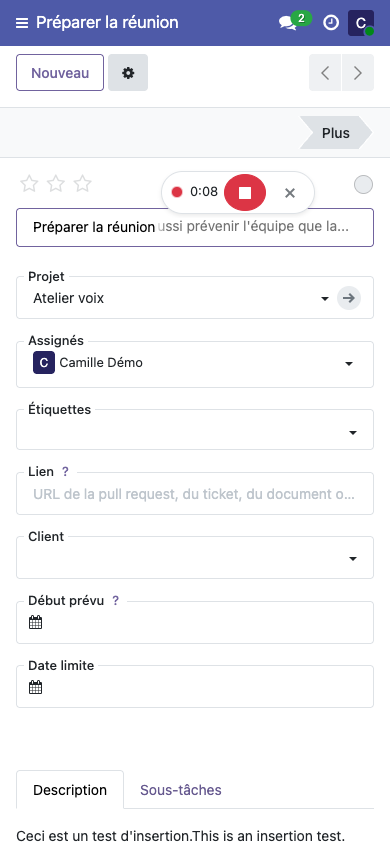 Préparer la réunion
2
C
Nouveau
Plus
0:08
Préparer la réunion ussi prévenir l'équipe que la...
Projet
Atelier voix
Assignés
C Camille Démo
Étiquettes
Lien ?
URL de la pull request, du ticket, du document o...
Client
Début prévu ?
Date limite
Description
Sous-tâches
Ceci est un test d'insertion.This is an insertion test.